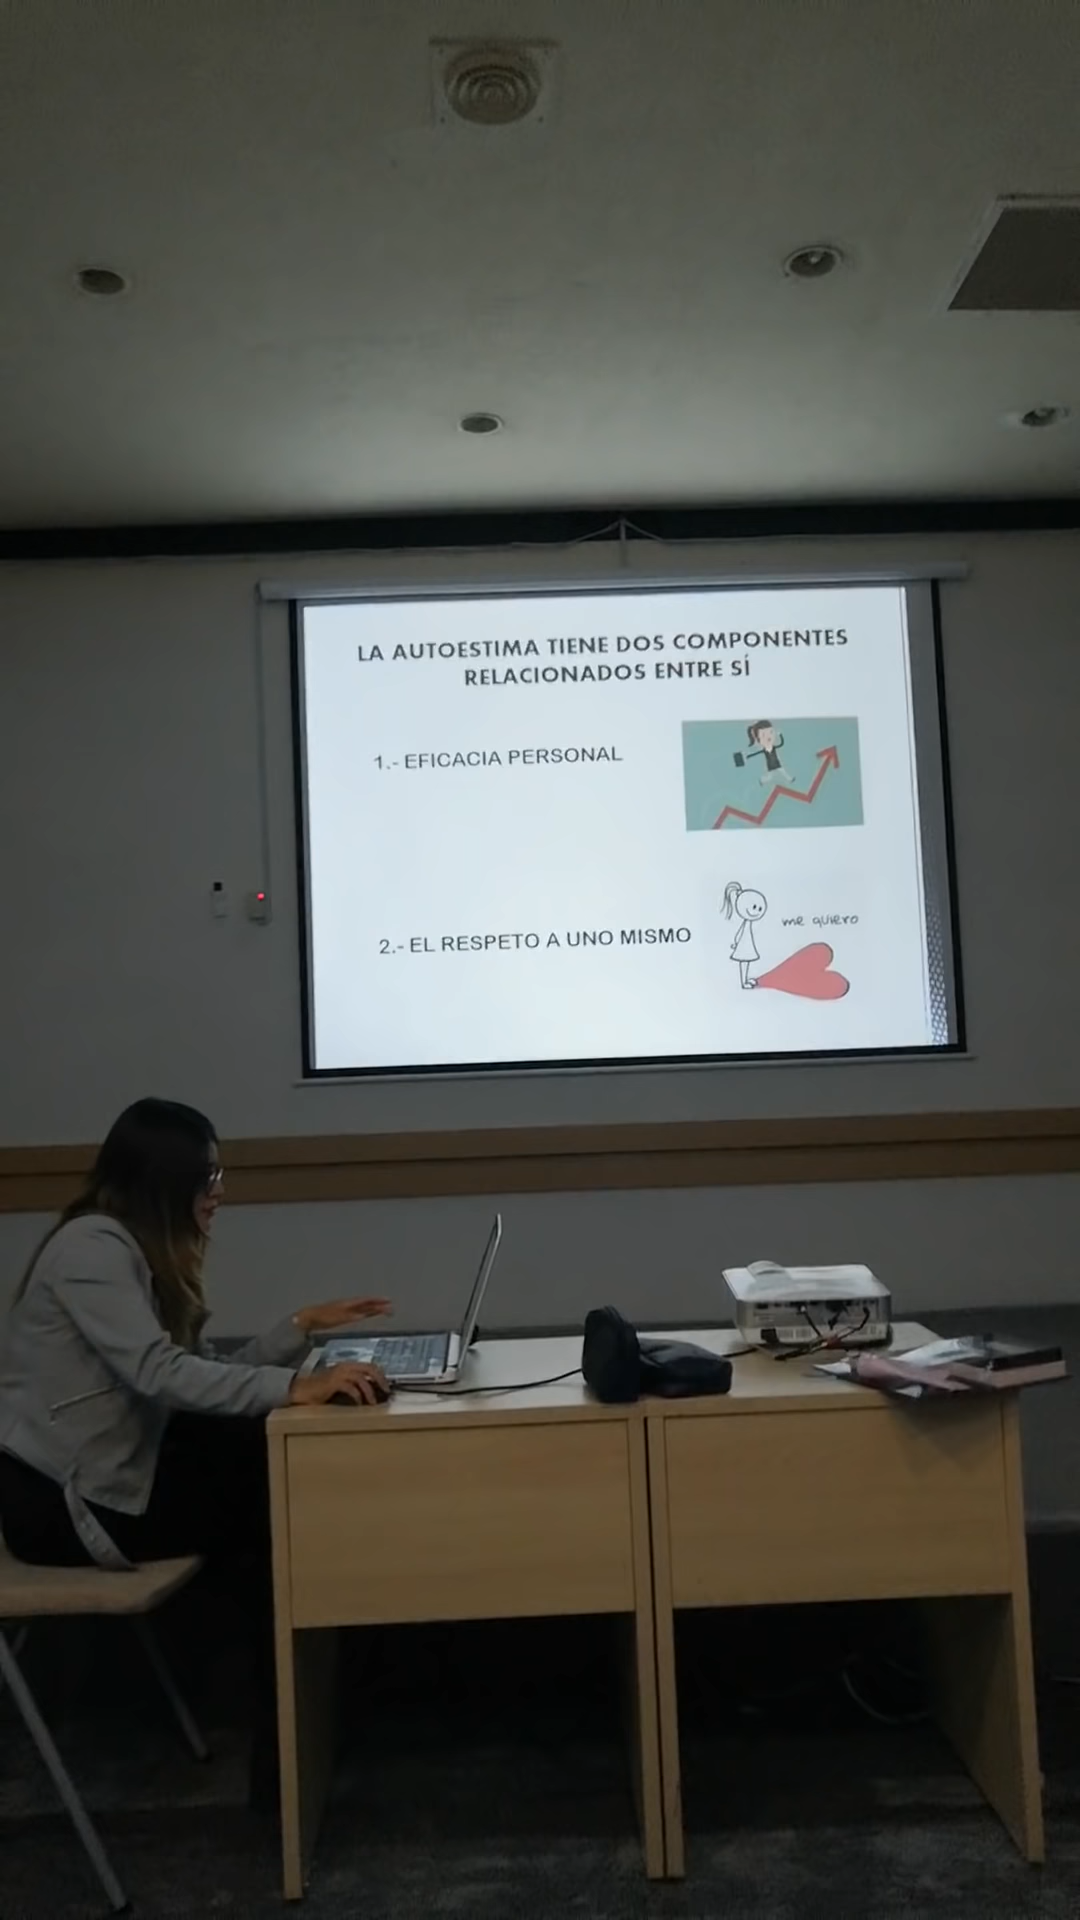 LA AUTOESTIMA TIENE DOS COMPONENTES
RELACIONADOS ENTRE SÍ
1.- EFICACIA PERSONAL
2.- EL RESPETO A UNO MISMO
me quiero